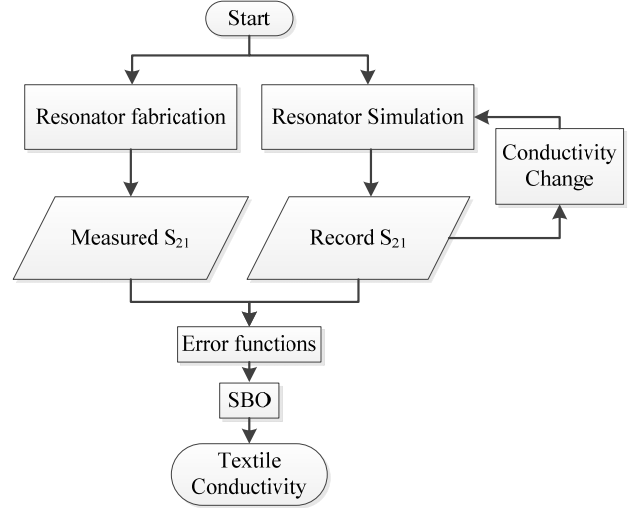 Start
Resonator fabrication
Resonator Simulation
Conductivity
Change
Measured S₂₁
Record S₂₁
Error functions
SBO
Textile
Conductivity